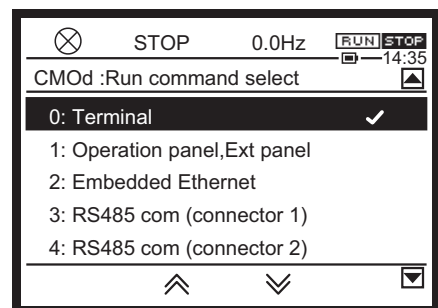 STOP 0.0Hz RUN STOP
14:35
CMOd :Run command select
0: Terminal
1: Operation panel,Ext panel
2: Embedded Ethernet
3: RS485 com (connector 1)
4: RS485 com (connector 2)